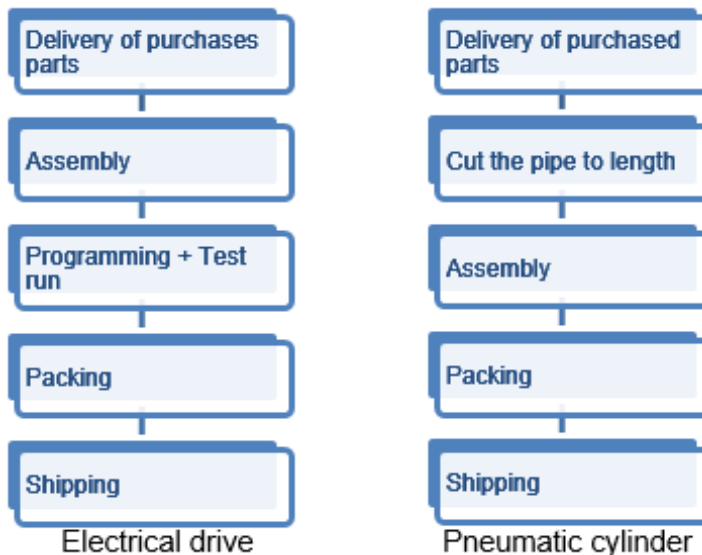 Delivery of purchases
parts
Assembly
Programming + Test
run
Packing
Shipping
Electrical drive
Delivery of purchased
parts
Cut the pipe to length
Assembly
Packing
Shipping
Pneumatic cylinder